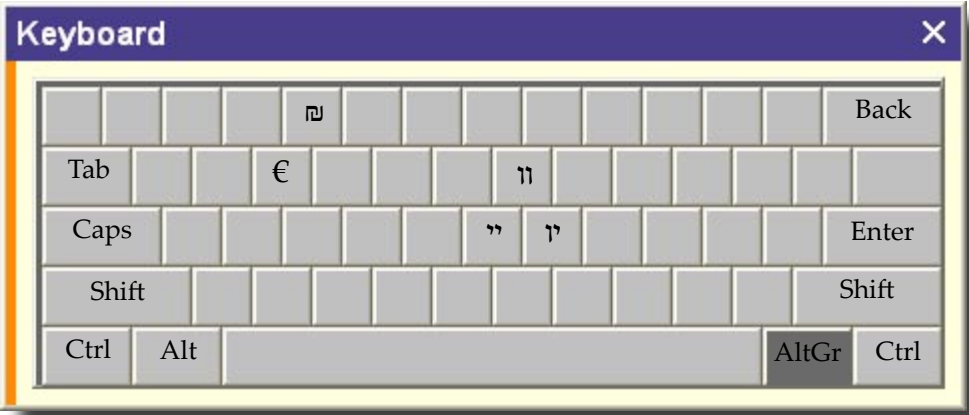 Keyboard
₪ Back
Tab € װ
Caps ײ ױ Enter
Shift Shift
Ctrl Alt AltGr Ctrl